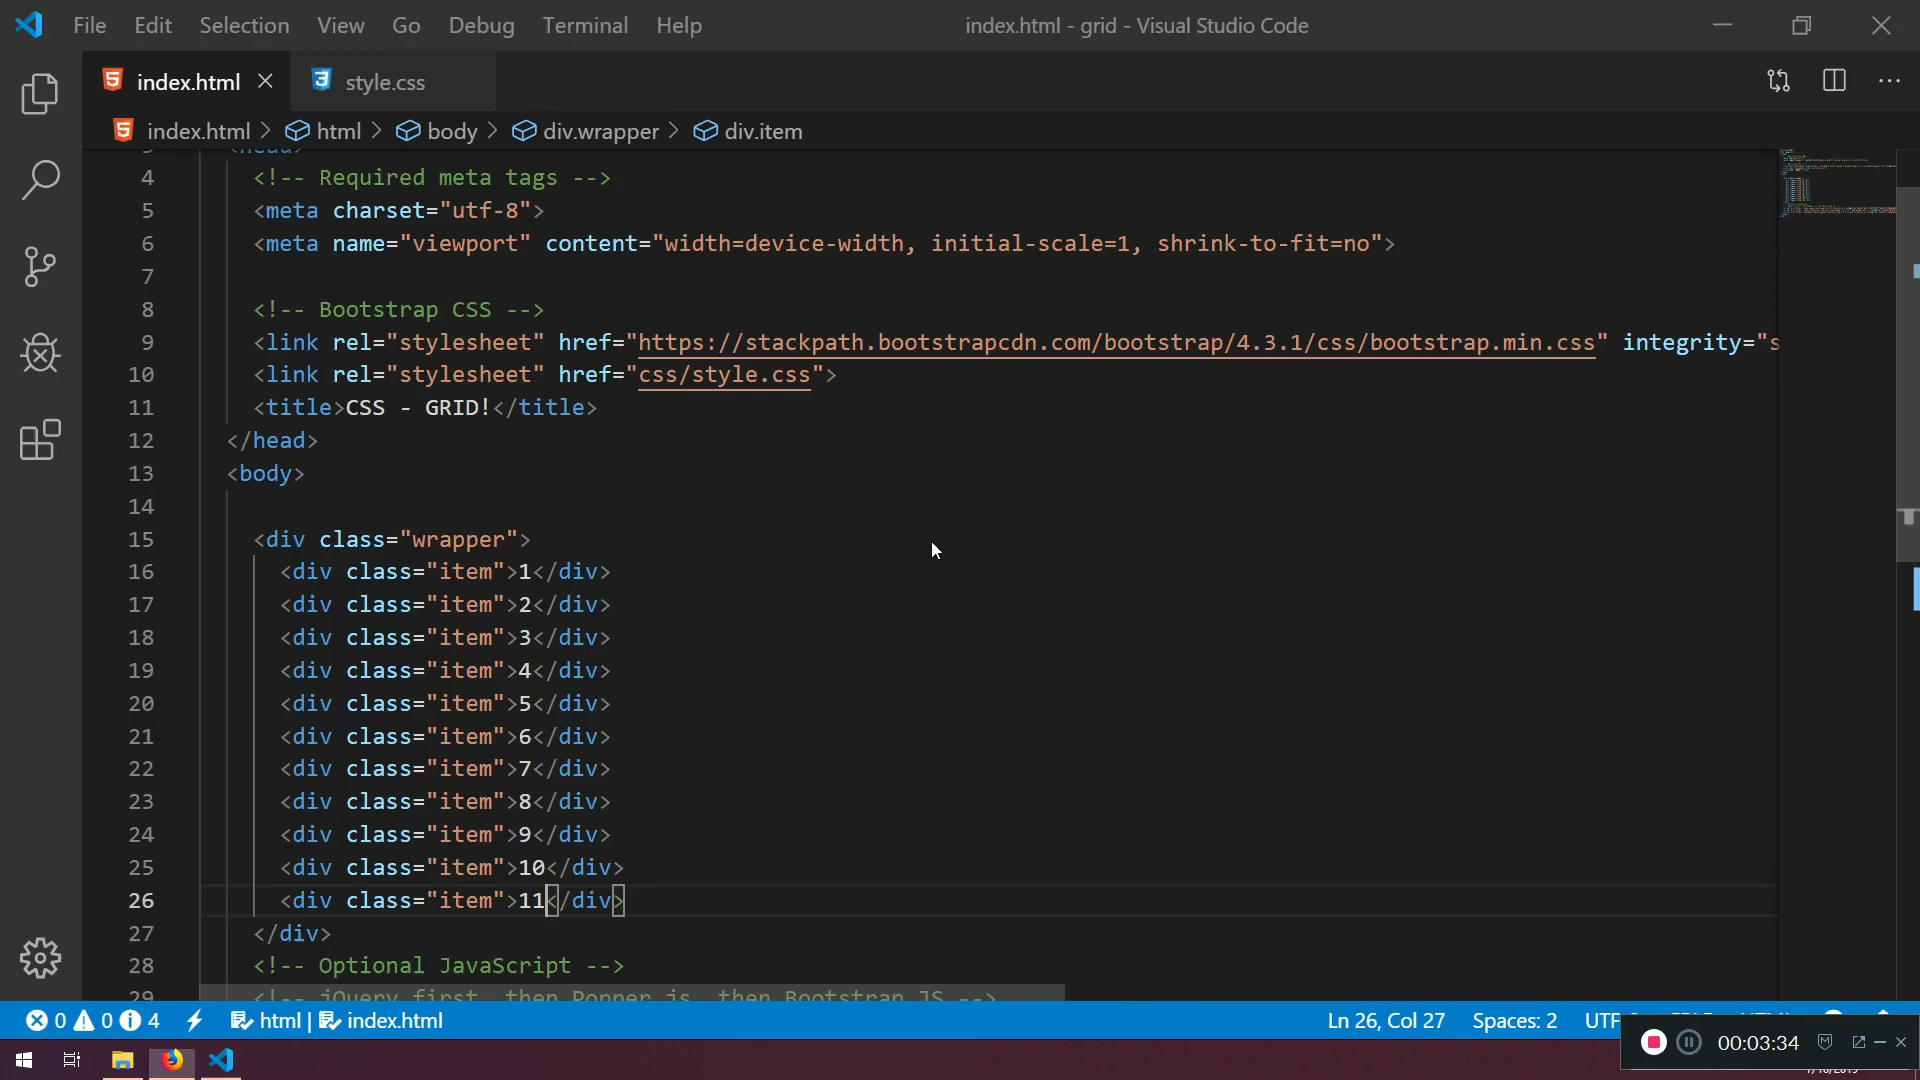 File Edit Selection View Go Debug Terminal Help index.html - grid - Visual Studio Code
index.html style.css
index.html > html > body > div.wrapper > div.item
4 <!-- Required meta tags -->
5 <meta charset="utf-8">
6 <meta name="viewport" content="width=device-width, initial-scale=1, shrink-to-fit=no">
7
8 <!-- Bootstrap CSS -->
9 <link rel="stylesheet" href="https://stackpath.bootstrapcdn.com/bootstrap/4.3.1/css/bootstrap.min.css" integrity="s
10 <link rel="stylesheet" href="css/style.css">
11 <title>CSS - GRID!</title>
12 </head>
13 <body>
14
15 <div class="wrapper">
16 <div class="item">1</div>
17 <div class="item">2</div>
18 <div class="item">3</div>
19 <div class="item">4</div>
20 <div class="item">5</div>
21 <div class="item">6</div>
22 <div class="item">7</div>
23 <div class="item">8</div>
24 <div class="item">9</div>
25 <div class="item">10</div>
26 <div class="item">11</div>
27 </div>
28 <!-- Optional JavaScript -->
29 <!-- jQuery first, then Popper.js, then Bootstrap JS -->
0 0 4 html | index.html Ln 26, Col 27 Spaces: 2
00:03:34